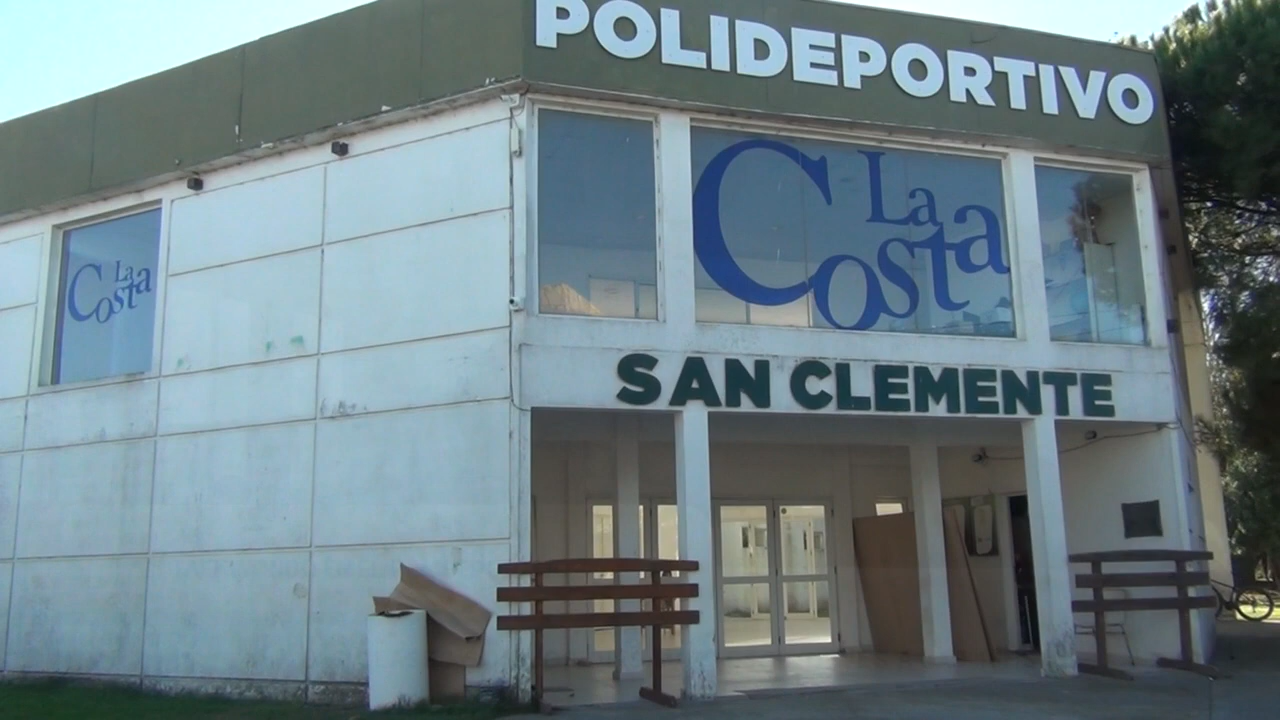 POLIDEPORTIVO
La
Costa
La
Costa
SAN CLEMENTE